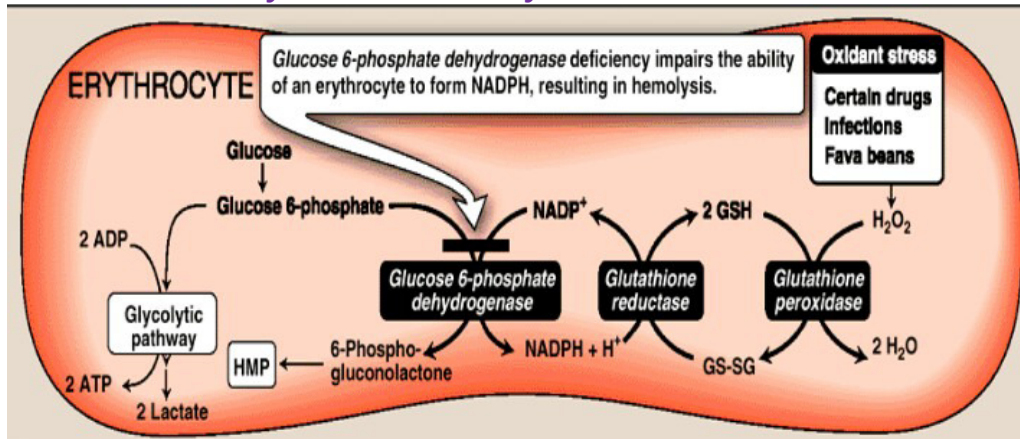 Glucose 6-phosphate dehydrogenase deficiency impairs the ability
of an erythrocyte to form NADPH, resulting in hemolysis.
ERYTHROCYTE
Oxidant stress
Certain drugs
Infections
Fava beans
Glucose
Glucose 6-phosphate
NADP+
2 GSH
H2O2
2 ADP
Glucose 6-phosphate
dehydrogenase
Glutathione
reductase
Glutathione
peroxidase
Glycolytic
pathway
HMP
6-Phospho-
gluconolactone
NADPH + H+
GS-SG
2 H2O
2 ATP
2 Lactate